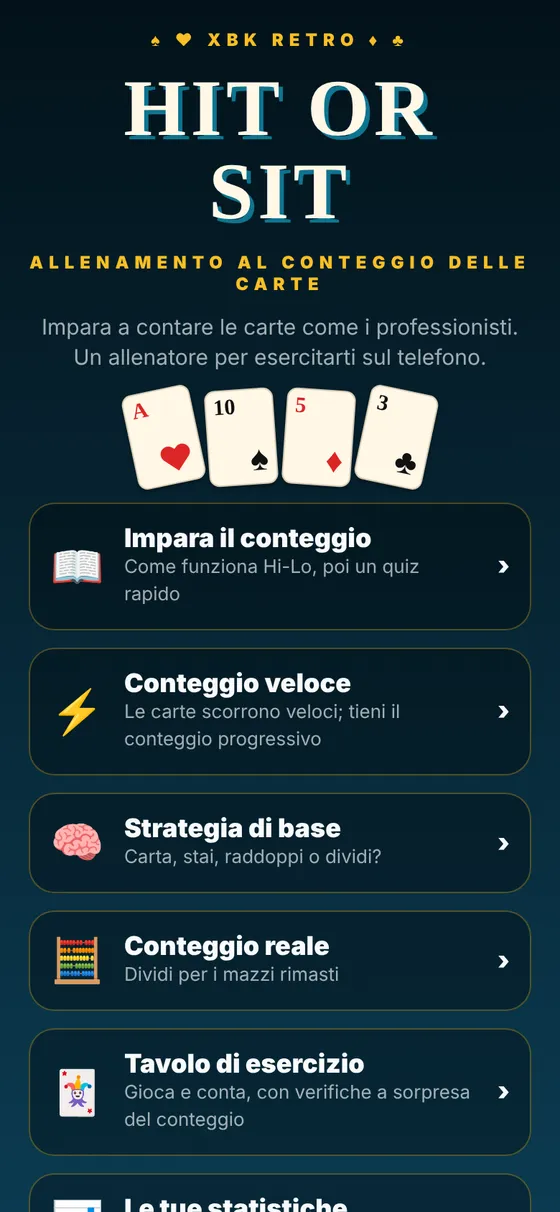 ♠ ♥ XBK RETRO ♦ ♣
HIT OR
SIT
ALLENAMENTO AL CONTEGGIO DELLE
CARTE
Impara a contare le carte come i professionisti.
Un allenatore per esercitarti sul telefono.
A ♥ 10 ♠ 5 ♦ 3 ♣
Impara il conteggio
Come funziona Hi-Lo, poi un quiz
rapido
Conteggio veloce
Le carte scorrono veloci; tieni il
conteggio progressivo
Strategia di base
Carta, stai, raddoppi o dividi?
Conteggio reale
Dividi per i mazzi rimasti
Tavolo di esercizio
Gioca e conta, con verifiche a sorpresa
del conteggio
Le tue statistiche